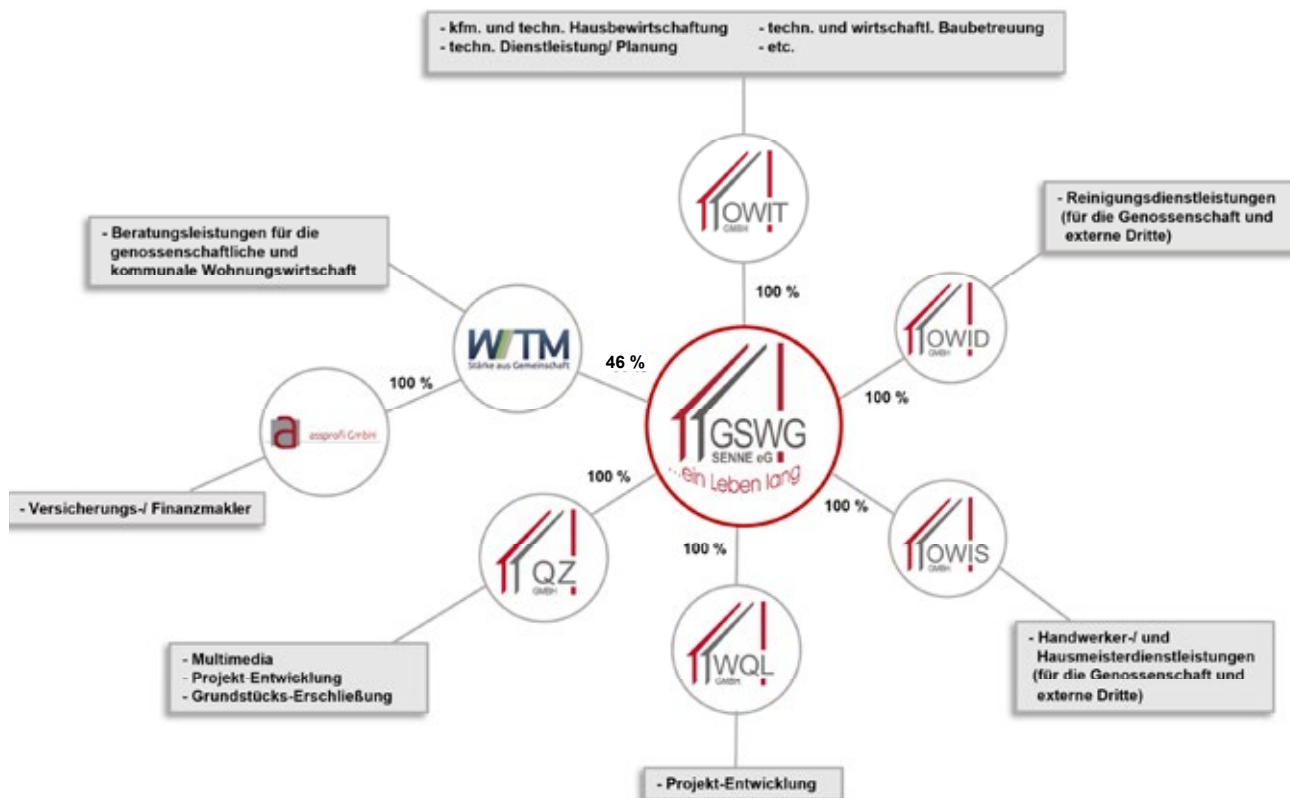 - kfm. und techn. Hausbewirtschaftung - techn. und wirtschaftl. Baubetreuung
- techn. Dienstleistung/ Planung - etc.
OWIT
GMBH
- Reinigungsdienstleistungen
(für die Genossenschaft und
externe Dritte)
- Beratungsleistungen für die
genossenschaftliche und
kommunale Wohnungswirtschaft
100 %
OWID
GMBH
WTM
Stärke aus Gemeinschaft
46 %
100 %
100 %
a assprofi GmbH
GSWG
SENNE eG
...ein Leben lang
- Versicherungs-/ Finanzmakler
100 %
100 %
100 %
QZ
GMBH
OWIS
GMBH
WQL
GMBH
- Multimedia
- Projekt-Entwicklung
- Grundstücks-Erschließung
- Handwerker-/ und
Hausmeisterdienstleistungen
(für die Genossenschaft und
externe Dritte)
- Projekt-Entwicklung